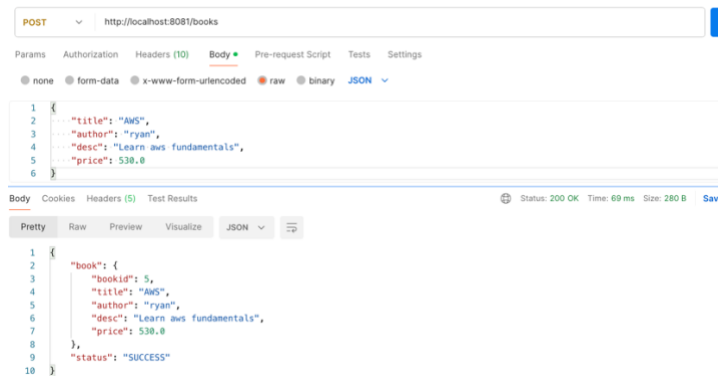 POST http://localhost:8081/books
Params Authorization Headers (10) Body Pre-request Script Tests Settings
none form-data x-www-form-urlencoded raw binary JSON
1 {
2 "title": "AWS",
3 "author": "ryan",
4 "desc": "Learn aws fundamentals",
5 "price": 530.0
6 }
Body Cookies Headers (5) Test Results Status: 200 OK Time: 69 ms Size: 280 B Sav
Pretty Raw Preview Visualize JSON
1 {
2 "book": {
3 "bookid": 5,
4 "title": "AWS",
5 "author": "ryan",
6 "desc": "Learn aws fundamentals",
7 "price": 530.0
8 },
9 "status": "SUCCESS"
10 }